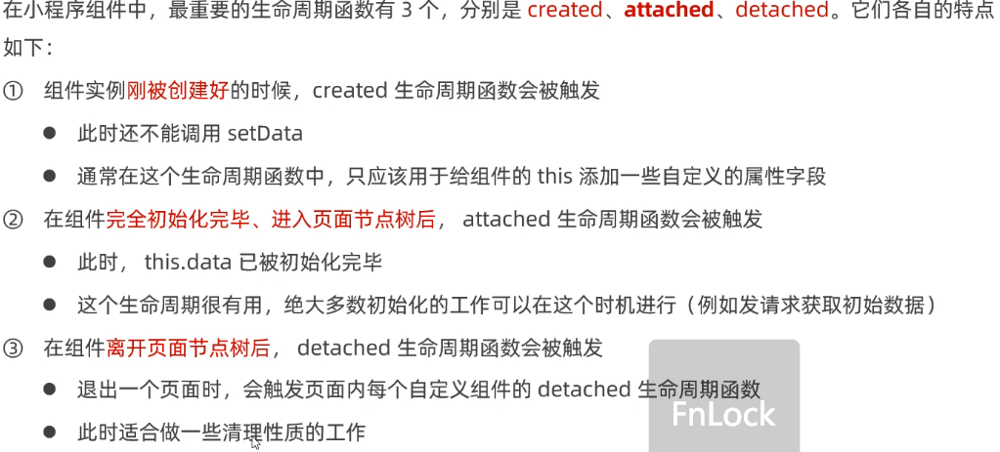 在小程序组件中，最重要的生命周期函数有 3 个，分别是 created、attached、detached。它们各自的特点
如下：
① 组件实例刚被创建好的时候，created 生命周期函数会被触发
● 此时还不能调用 setData
● 通常在这个生命周期函数中，只应该用于给组件的 this 添加一些自定义的属性字段
② 在组件完全初始化完毕、进入页面节点树后， attached 生命周期函数会被触发
● 此时， this.data 已被初始化完毕
● 这个生命周期很有用，绝大多数初始化的工作可以在这个时机进行（例如发请求获取初始数据）
③ 在组件离开页面节点树后， detached 生命周期函数会被触发
● 退出一个页面时，会触发页面内每个自定义组件的 detached 生命周期函数
FnLock
● 此时适合做一些清理性质的工作